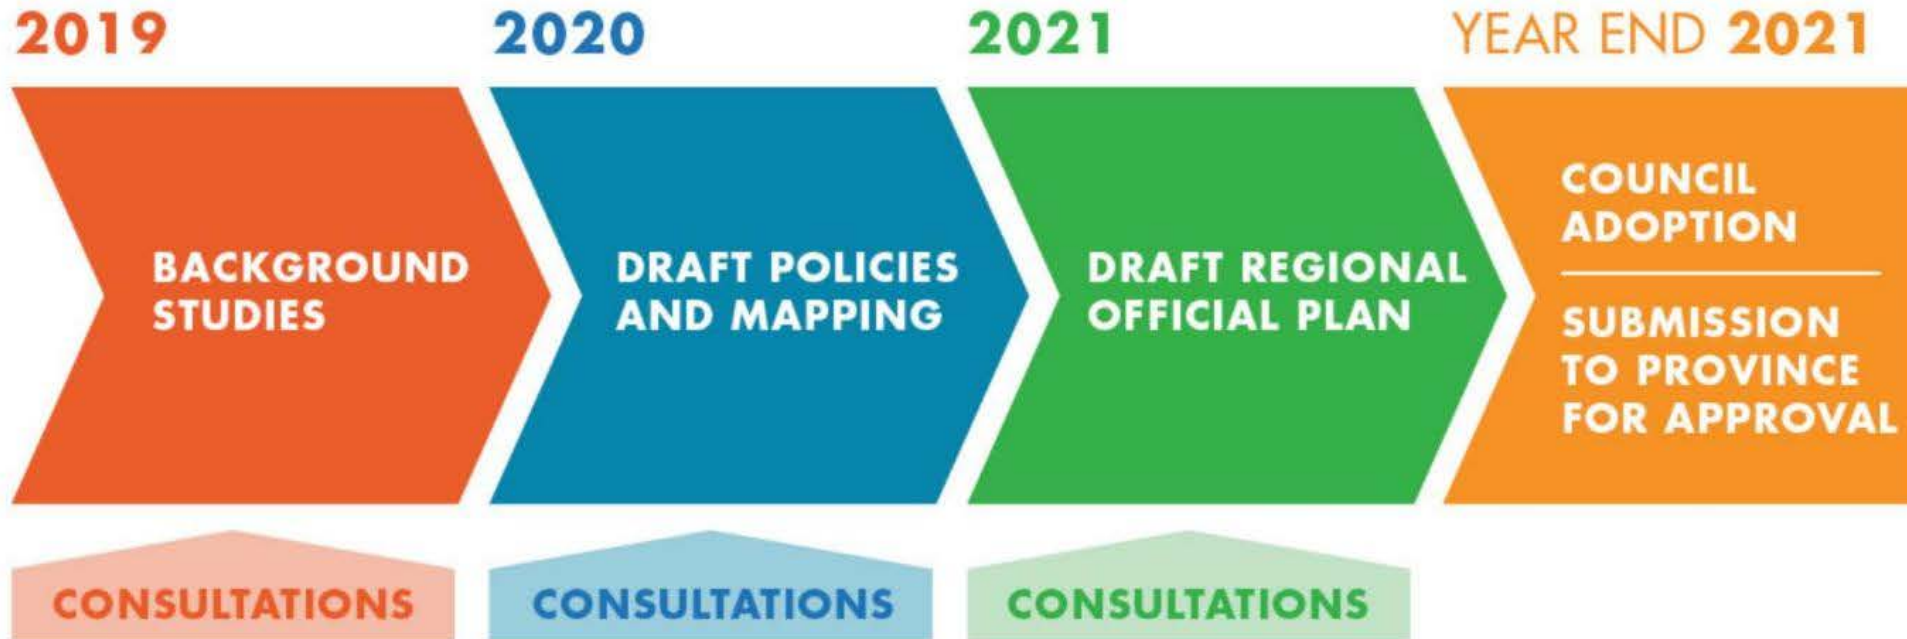 2019
BACKGROUND
STUDIES
CONSULTATIONS
2020
DRAFT POLICIES
AND MAPPING
CONSULTATIONS
2021
DRAFT REGIONAL
OFFICIAL PLAN
CONSULTATIONS
YEAR END 2021
COUNCIL
ADOPTION
SUBMISSION
TO PROVINCE
FOR APPROVAL